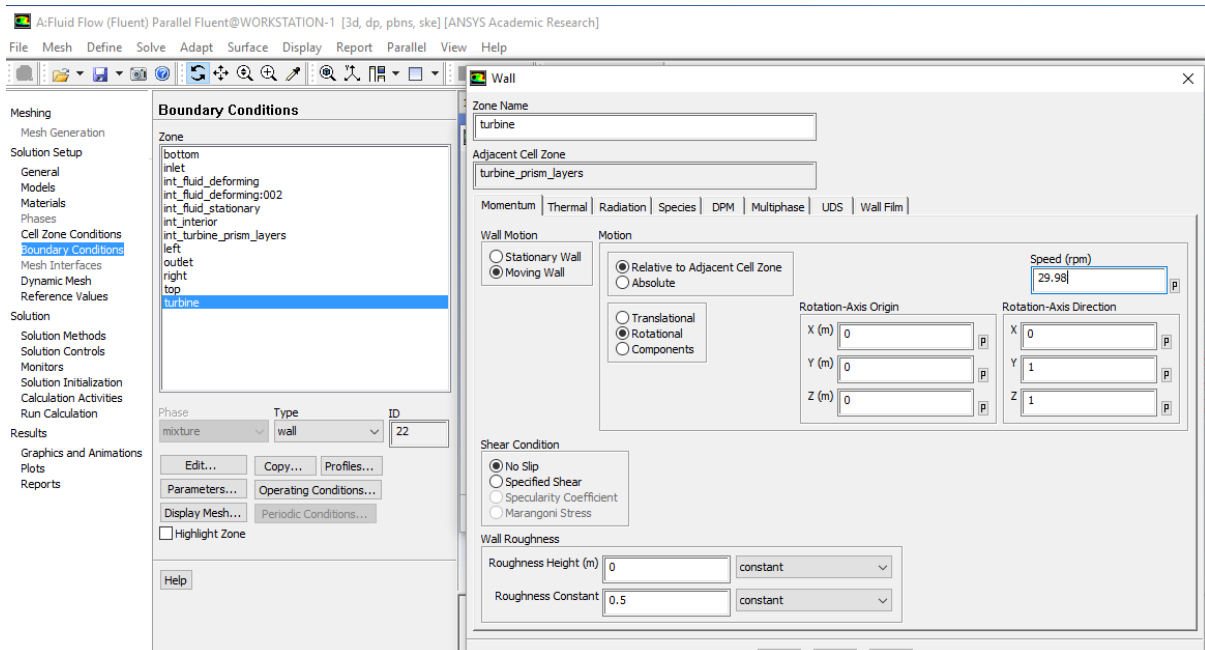 A:Fluid Flow (Fluent) Parallel Fluent@WORKSTATION-1 [3d, dp, pbns, ske] [ANSYS Academic Research]
File Mesh Define Solve Adapt Surface Display Report Parallel View Help
Meshing
Mesh Generation
Solution Setup
General
Models
Materials
Phases
Cell Zone Conditions
Boundary Conditions
Mesh Interfaces
Dynamic Mesh
Reference Values
Solution
Solution Methods
Solution Controls
Monitors
Solution Initialization
Calculation Activities
Run Calculation
Results
Graphics and Animations
Plots
Reports
Boundary Conditions
Zone
bottom
inlet
int_fluid_deforming
int_fluid_deforming:002
int_fluid_stationary
int_interior
int_turbine_prism_layers
left
outlet
right
top
turbine
Phase Type ID
mixture wall 22
Edit... Copy... Profiles...
Parameters... Operating Conditions...
Display Mesh... Periodic Conditions...
Highlight Zone
Help
Wall
Zone Name
turbine
Adjacent Cell Zone
turbine_prism_layers
Momentum Thermal Radiation Species DPM Multiphase UDS Wall Film
Wall Motion
Stationary Wall
Moving Wall
Motion
Relative to Adjacent Cell Zone
Absolute
Translational
Rotational
Components
Speed (rpm)
29.98 P
Rotation-Axis Origin
X (m) 0 P
Y (m) 0 P
Z (m) 0 P
Rotation-Axis Direction
X 0 P
Y 1 P
Z 1 P
Shear Condition
No Slip
Specified Shear
Specularity Coefficient
Marangoni Stress
Wall Roughness
Roughness Height (m) 0 constant
Roughness Constant 0.5 constant